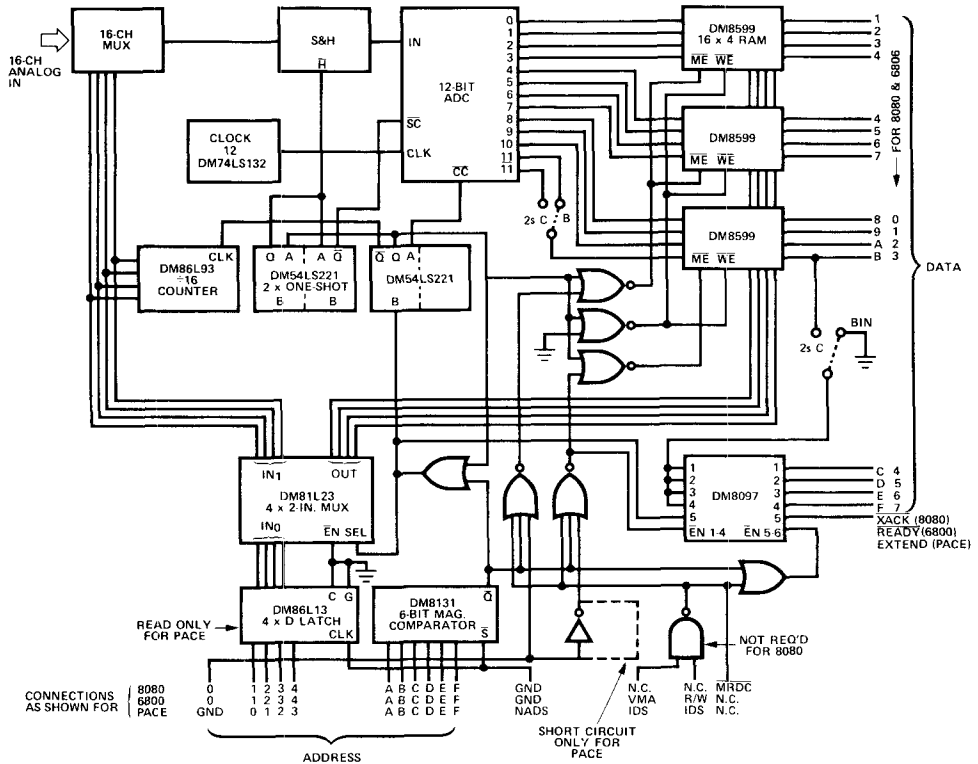 16-CH
ANALOG
IN
16-CH
MUX
S&H
H
IN
12-BIT
ADC
SC
CLK
CC
0
1
2
3
4
5
6
7
8
9
10
11
11
DM8599
16 x 4 RAM
ME WE
1
2
3
4
DM8599
ME WE
4
5
6
7
DM8599
ME WE
8 0
9 1
A 2
B 3
FOR 8080 & 6806
DATA
CLOCK
12
DM74LS132
2s C B
CLK
DM86L93
÷16
COUNTER
Q A A Q
DM54LS221
2 x ONE-SHOT
B B
Q Q A
DM54LS221
B
2s C
BIN
IN1 OUT
DM81L23
4 x 2-IN. MUX
IN0 EN SEL
1 1
2 2
3 3
4 4
5 5
DM8097
EN 1-4 EN 5-6
C 4
D 5
E 6
F 7
XACK (8080)
READY (6800)
EXTEND (PACE)
READ ONLY
FOR PACE
C G
DM86L13
4 x D LATCH
CLK
DM8131
6-BIT MAG.
COMPARATOR
Q
S
NOT REQ'D
FOR 8080
CONNECTIONS
AS SHOWN FOR
8080 0 1 2 3 4 A B C D E F GND N.C. N.C. MRDC
6800 0 1 2 3 4 A B C D E F GND VMA R/W N.C.
PACE GND 0 1 2 3 A B C D E F NADS IDS IDS N.C.
ADDRESS
SHORT CIRCUIT
ONLY FOR
PACE